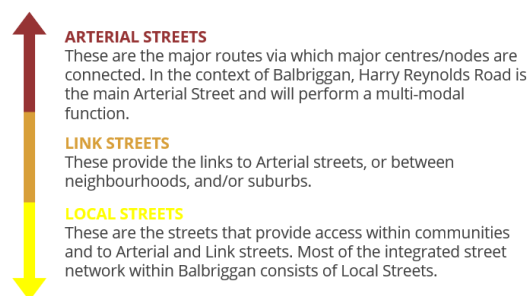 ARTERIAL STREETS
These are the major routes via which major centres/nodes are
connected. In the context of Balbriggan, Harry Reynolds Road is
the main Arterial Street and will perform a multi-modal
function.
LINK STREETS
These provide the links to Arterial streets, or between
neighbourhoods, and/or suburbs.
LOCAL STREETS
These are the streets that provide access within communities
and to Arterial and Link streets. Most of the integrated street
network within Balbriggan consists of Local Streets.